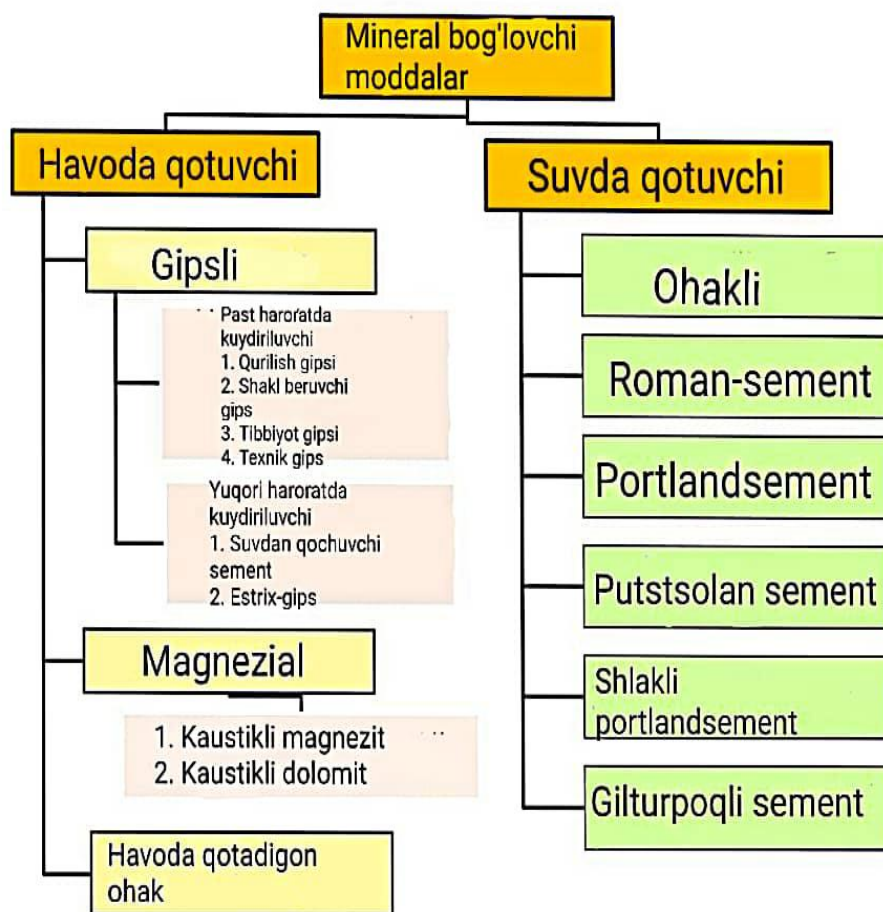 Mineral bog'lovchi
moddalar
Havoda qotuvchi
Gipsli
Past haroratda
kuydiriluvchi
1. Qurilish gipsi
2. Shakl beruvchi
gips
3. Tibbiyot gipsi
4. Texnik gips
Yuqori haroratda
kuydiriluvchi
1. Suvdan qochuvchi
sement
2. Estrix-gips
Magnezial
1. Kaustikli magnezit
2. Kaustikli dolomit
Havoda qotadigon
ohak
Suvda qotuvchi
Ohakli
Roman-sement
Portlandsement
Putstsolan sement
Shlakli
portlandsement
Gilturpoqli sement